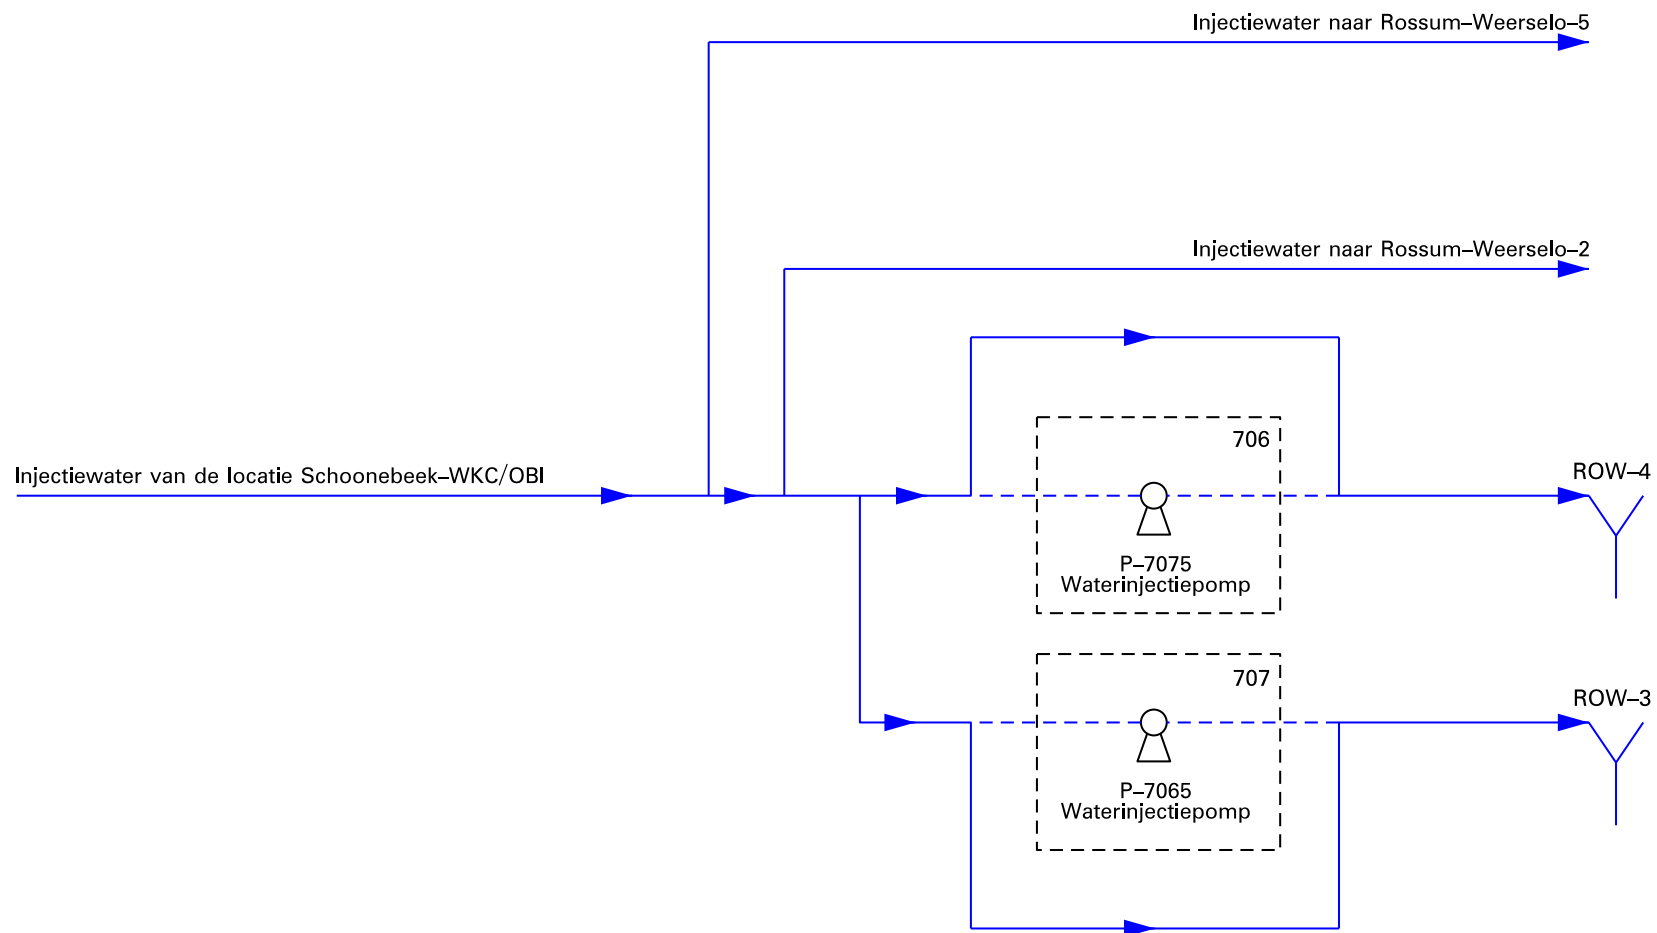 Injectiewater naar Rossum–Weerselo–5
Injectiewater naar Rossum–Weerselo–2
706
Injectiewater van de locatie Schoonebeek–WKC/OBI
ROW–4
P–7075
Waterinjectiepomp
707
ROW–3
P–7065
Waterinjectiepomp